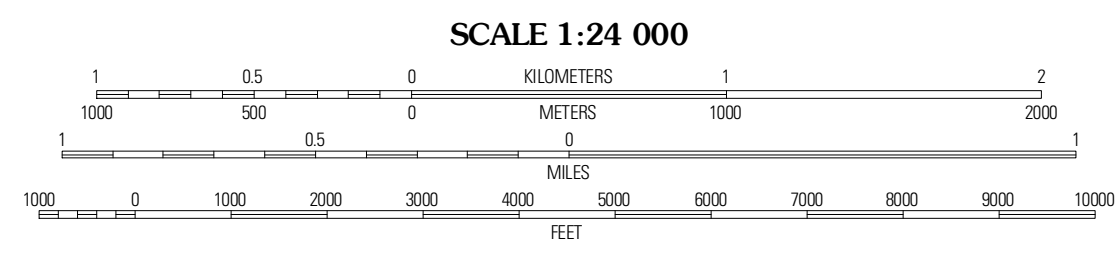 SCALE 1:24 000
1 0.5 0 KILOMETERS 1 2
1000 500 0 METERS 1000 2000
1 0.5 0 1
MILES
1000 0 1000 2000 3000 4000 5000 6000 7000 8000 9000 10000
FEET